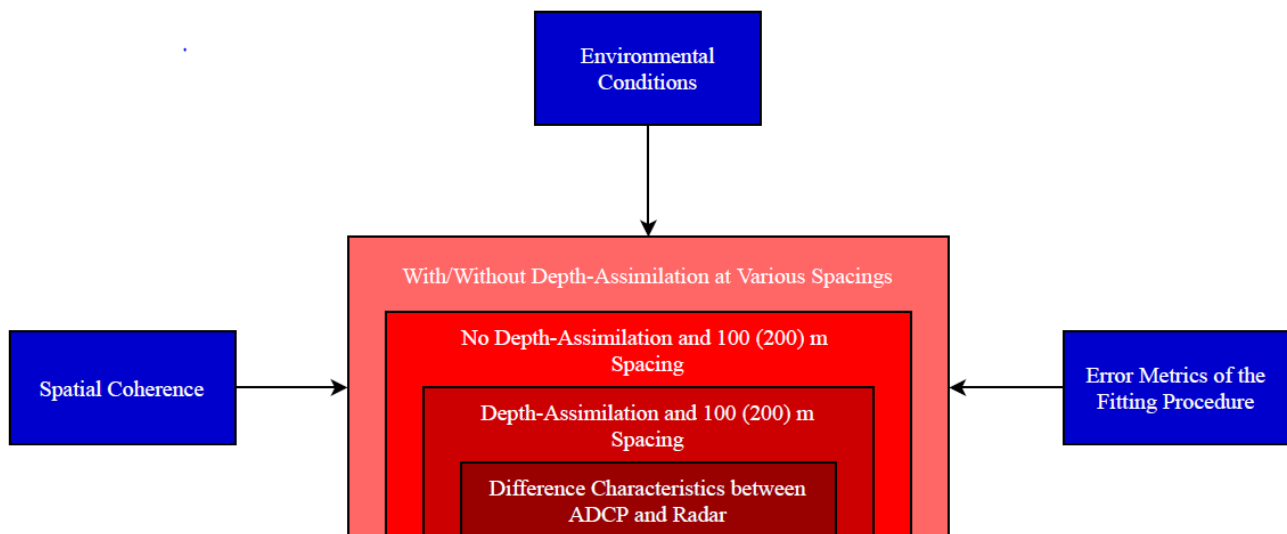 Environmental
Conditions
With/Without Depth-Assimilation at Various Spacings
No Depth-Assimilation and 100 (200) m
Spacing
Spatial Coherence
Error Metrics of the
Fitting Procedure
Depth-Assimilation and 100 (200) m
Spacing
Difference Characteristics between
ADCP and Radar